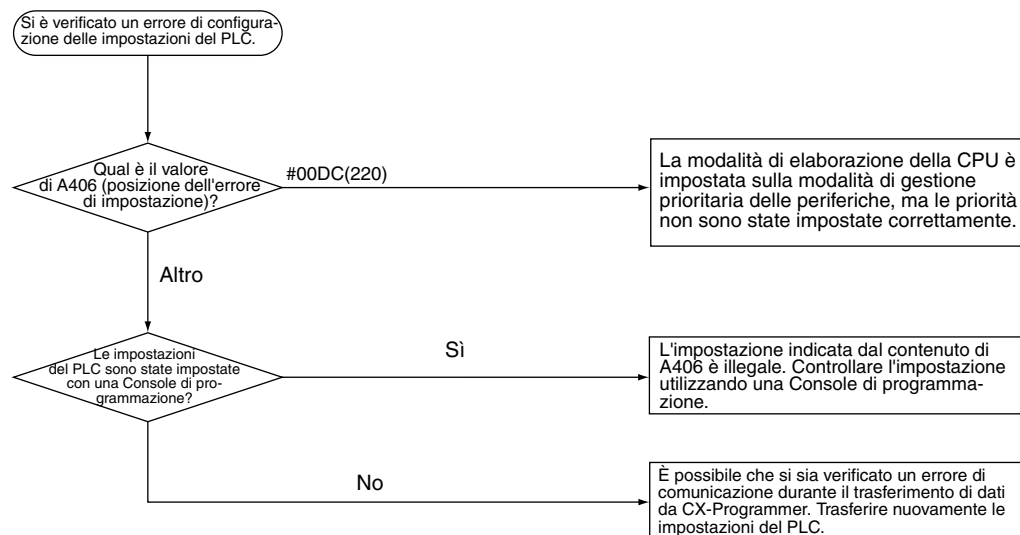 Si è verificato un errore di configura-
zione delle impostazioni del PLC.
Qual è il valore
di A406 (posizione dell'errore
di impostazione)?
#00DC(220)
La modalità di elaborazione della CPU è
impostata sulla modalità di gestione
prioritaria delle periferiche, ma le priorità
non sono state impostate correttamente.
Altro
Le impostazioni
del PLC sono state impostate
con una Console di pro-
grammazione?
Sì
L'impostazione indicata dal contenuto di
A406 è illegale. Controllare l'impostazione
utilizzando una Console di programma-
zione.
No
È possibile che si sia verificato un errore di
comunicazione durante il trasferimento di dati
da CX-Programmer. Trasferire nuovamente le
impostazioni del PLC.